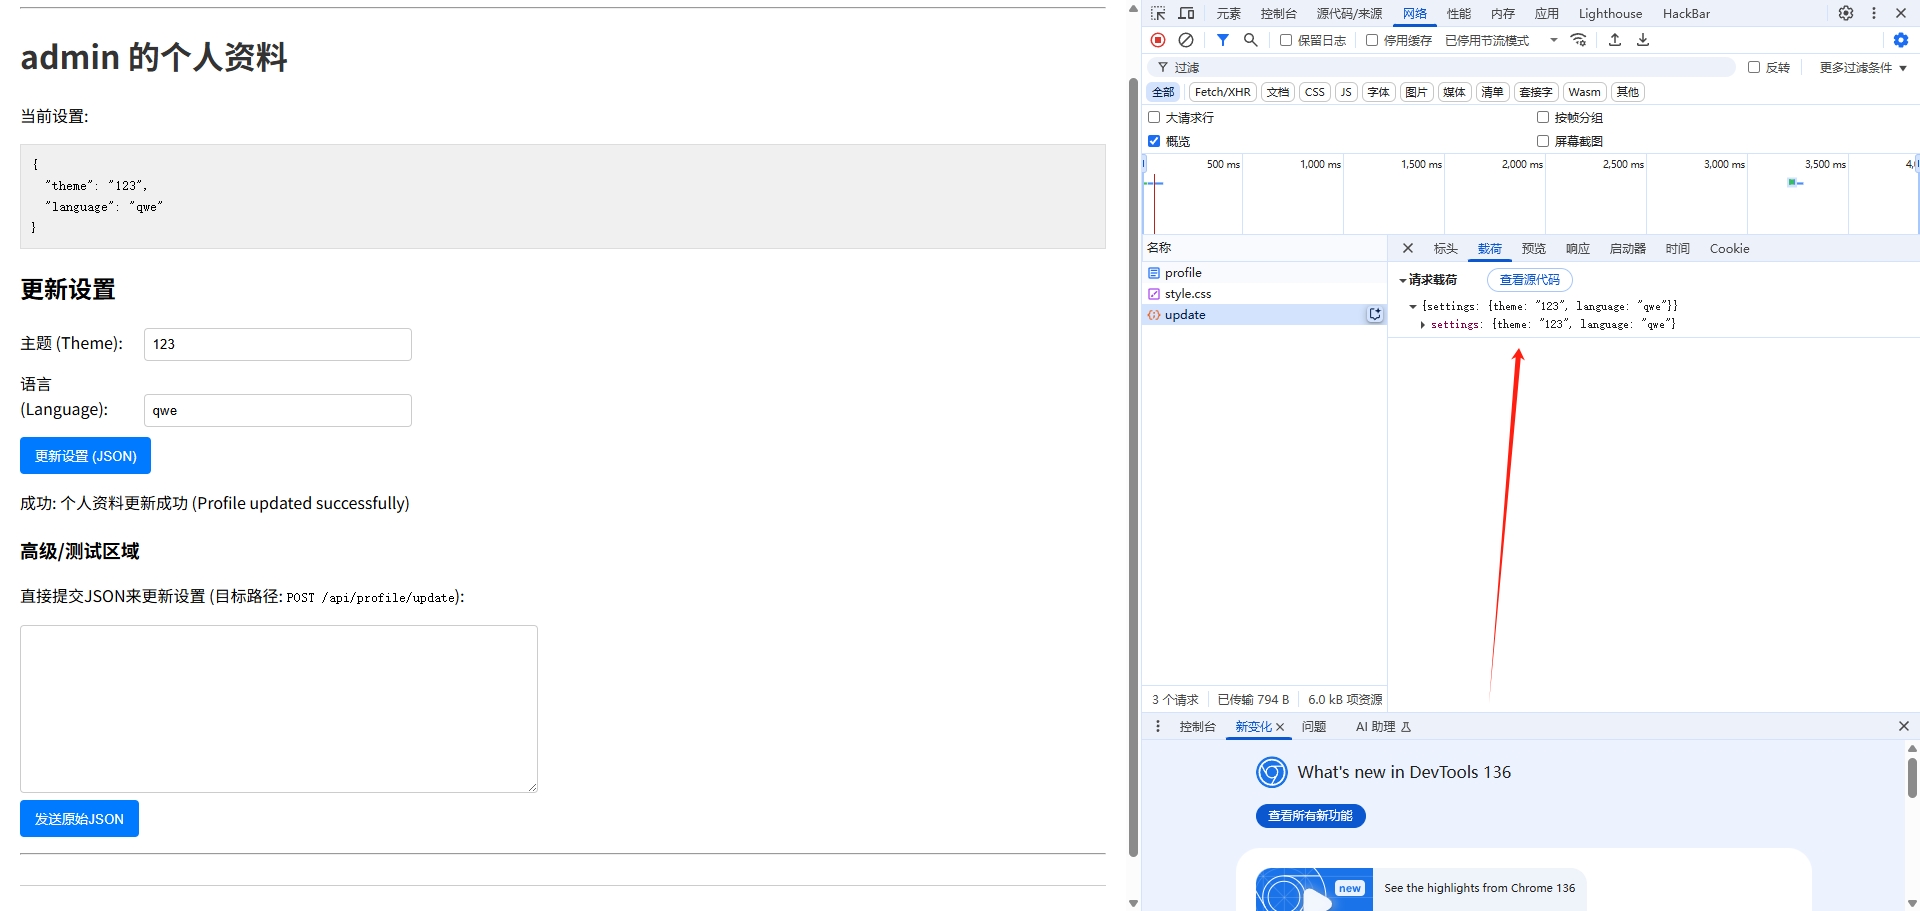 admin 的个人资料
当前设置:
{
"theme": "123",
"language": "qwe"
}
更新设置
主题 (Theme):
123
语言
(Language):
qwe
更新设置 (JSON)
成功: 个人资料更新成功 (Profile updated successfully)
高级/测试区域
直接提交JSON来更新设置 (目标路径: POST /api/profile/update):
发送原始JSON
元素 控制台 源代码/来源 网络 性能 内存 应用 Lighthouse HackBar
保留日志 停用缓存 已停用节流模式
过滤 反转 更多过滤条件
全部 Fetch/XHR 文档 CSS JS 字体 图片 媒体 清单 套接字 Wasm 其他
大请求行 按帧分组
概览 屏幕截图
500 ms 1,000 ms 1,500 ms 2,000 ms 2,500 ms 3,000 ms 3,500 ms 4,
名称
profile
style.css
update
标头 载荷 预览 响应 启动器 时间 Cookie
请求载荷 查看源代码
{settings: {theme: "123", language: "qwe"}}
settings: {theme: "123", language: "qwe"}
3 个请求 已传输 794 B 6.0 kB 项资源
控制台 新变化 问题 AI 助理
What's new in DevTools 136
查看所有新功能
new
See the highlights from Chrome 136